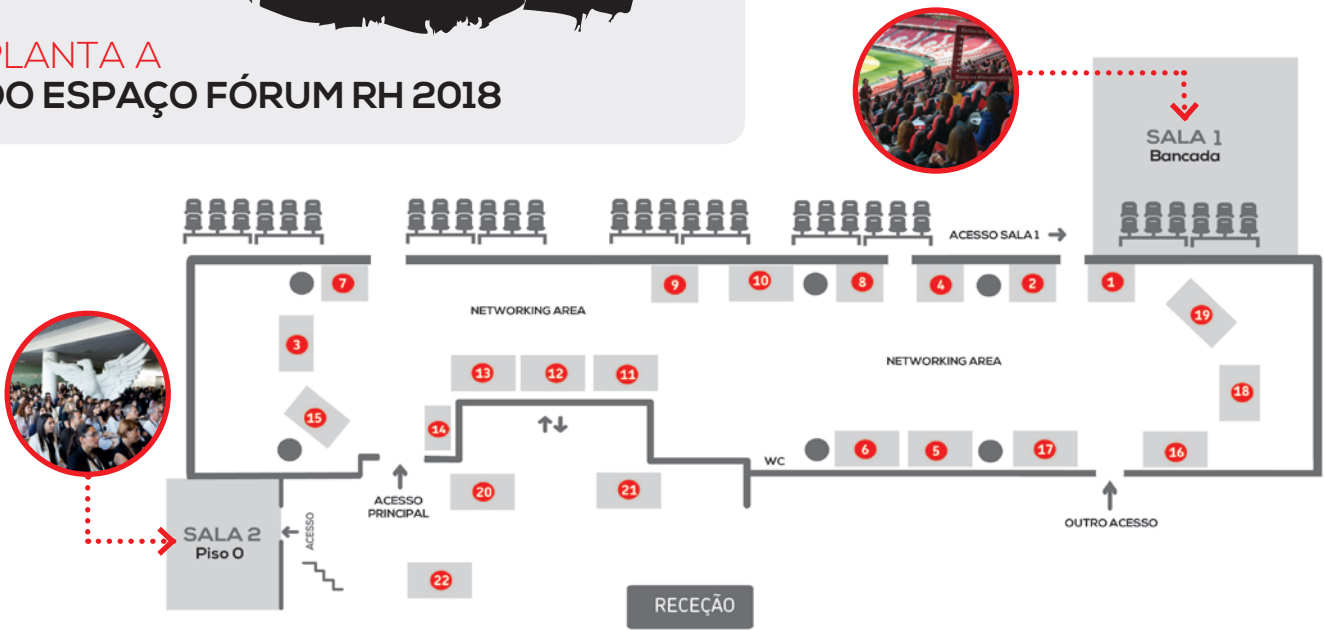 PLANTA A
DO ESPAÇO FÓRUM RH 2018
SALA 1
Bancada
ACESSO SALA 1
7
9
10
8
4
2
1
NETWORKING AREA
19
3
NETWORKING AREA
13
12
11
18
15
14
6
5
17
16
WC
20
21
ACESSO
PRINCIPAL
OUTRO ACESSO
SALA 2
Piso 0
ACESSO
22
RECEÇÃO